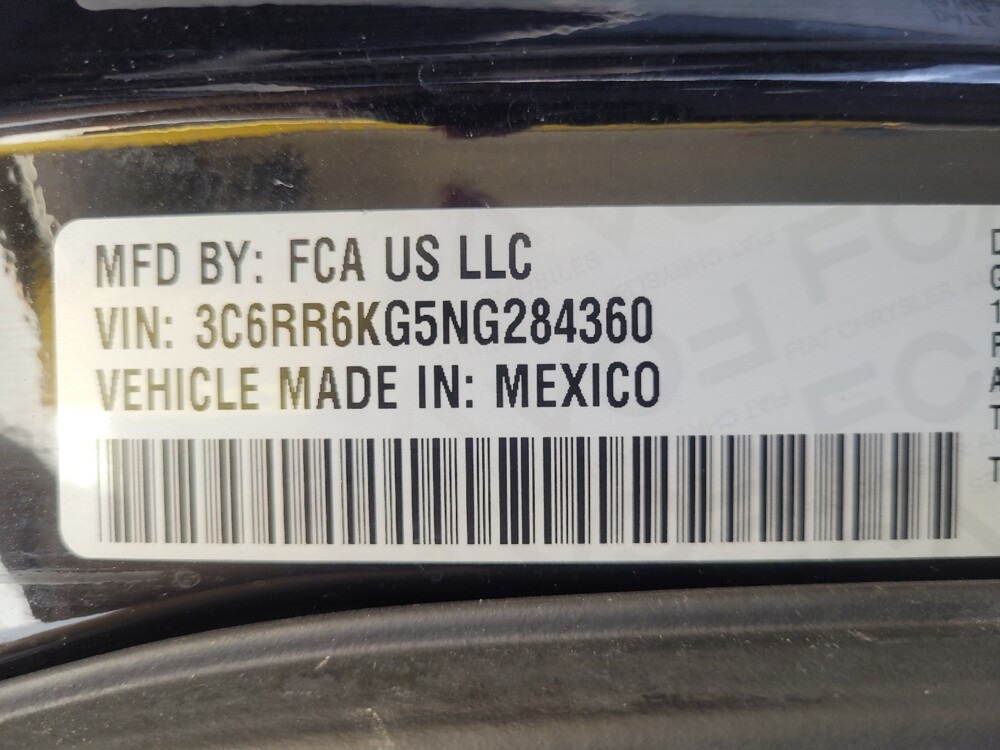 MFD BY: FCA US LLC
VIN: 3C6RR6KG5NG284360
VEHICLE MADE IN: MEXICO